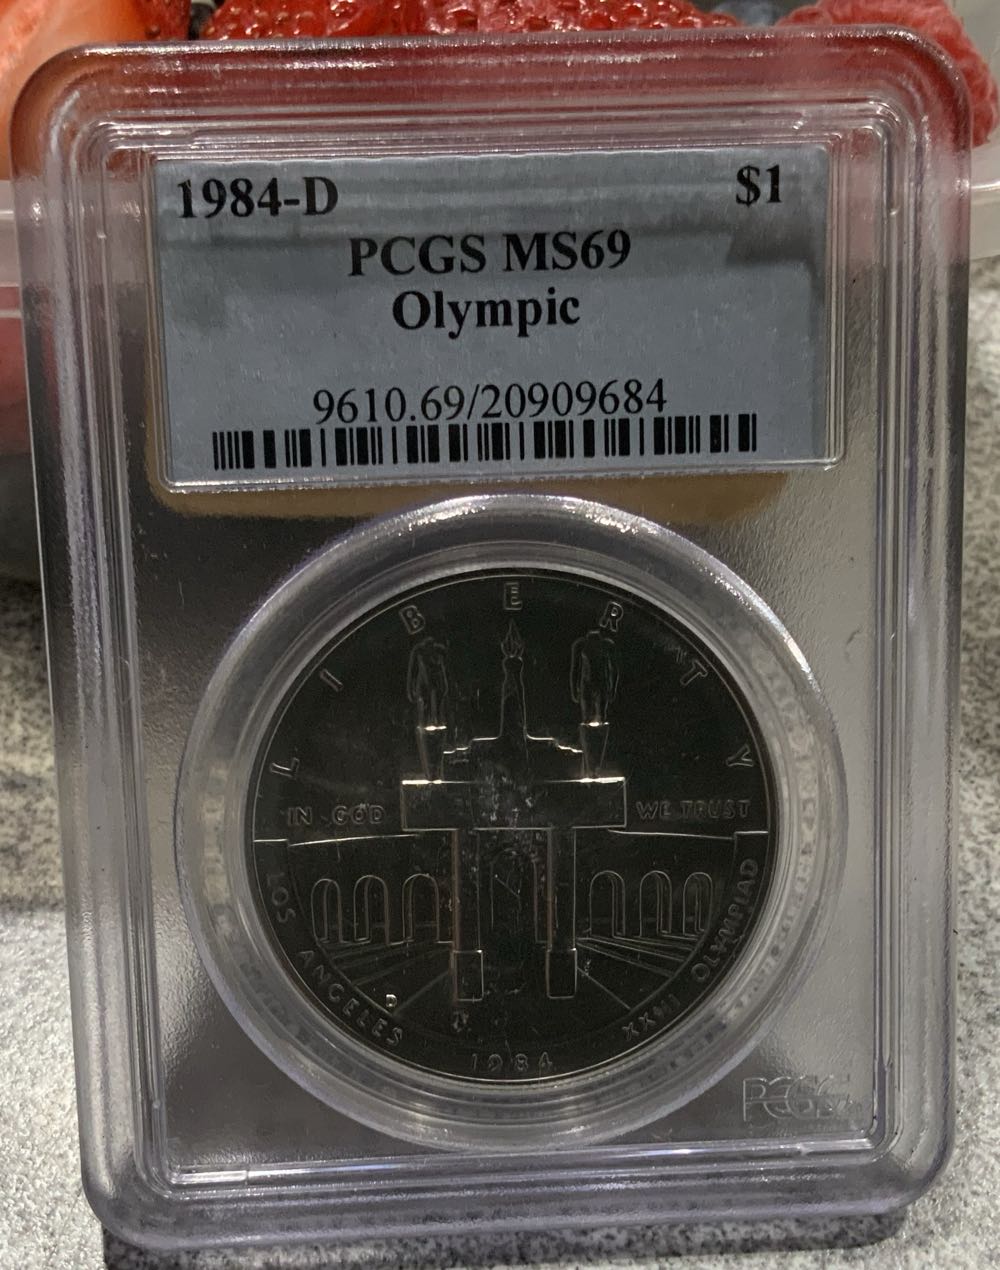 1984-D $1
PCGS MS69
Olympic
9610.69/20909684
LIBERTY
IN GOD WE TRUST
LOS ANGELES XXIII OLYMPIAD
D
1984
PCGS